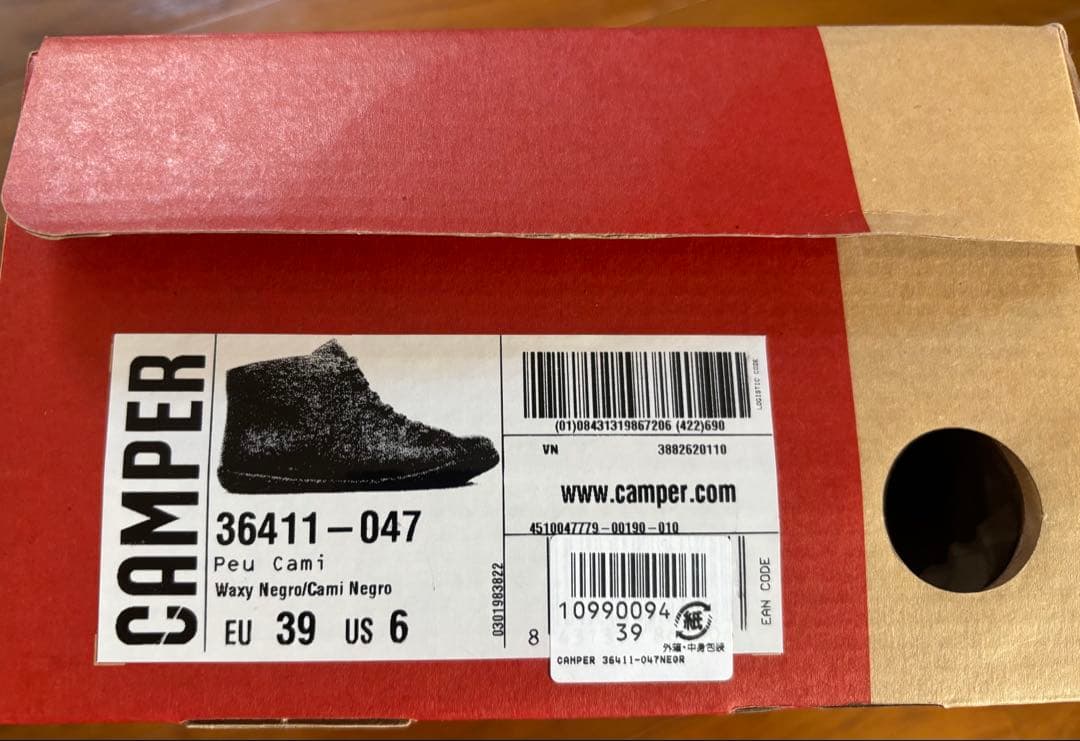 CAMPER
36411-047
Peu Cami
Waxy Negro/Cami Negro
EU 39 US 6
0301983822
LOGISTIC CODE
(01)08431319867206 (422)690
VN 3882620110
www.camper.com
4510047779-00190-010
8
EAN CODE
10990094
39
紙
外箱・中身包装
CAMPER 36411-047NEGR